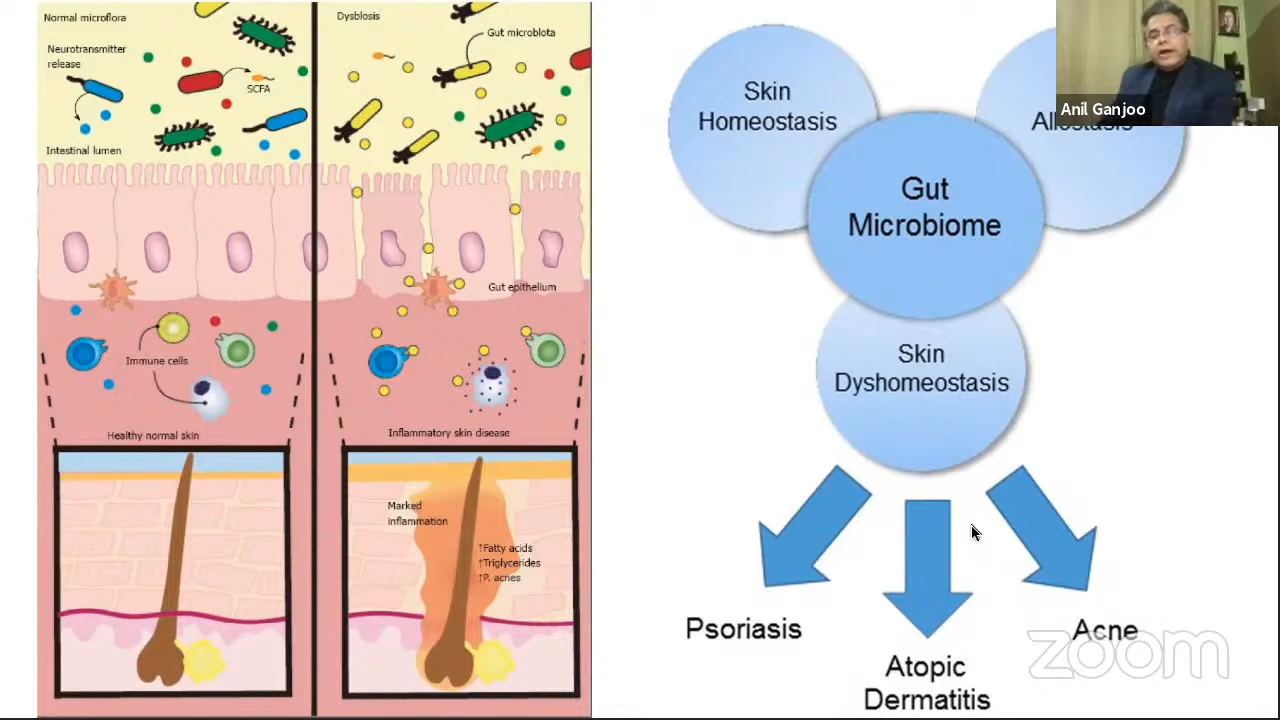 Normal microflora
Neurotransmitter
release
SCFA
Intestinal lumen
Immune cells
Healthy normal skin
Dysblosis
Gut microblota
Gut epithelium
Inflammatory skin disease
Marked
inflammation
↑Fatty acids
↑Triglycerides
↑P. acnes
Skin
Homeostasis
Allostasis
Gut
Microbiome
Skin
Dyshomeostasis
Psoriasis
Atopic
Dermatitis
Acne
Anil Ganjoo
zoom